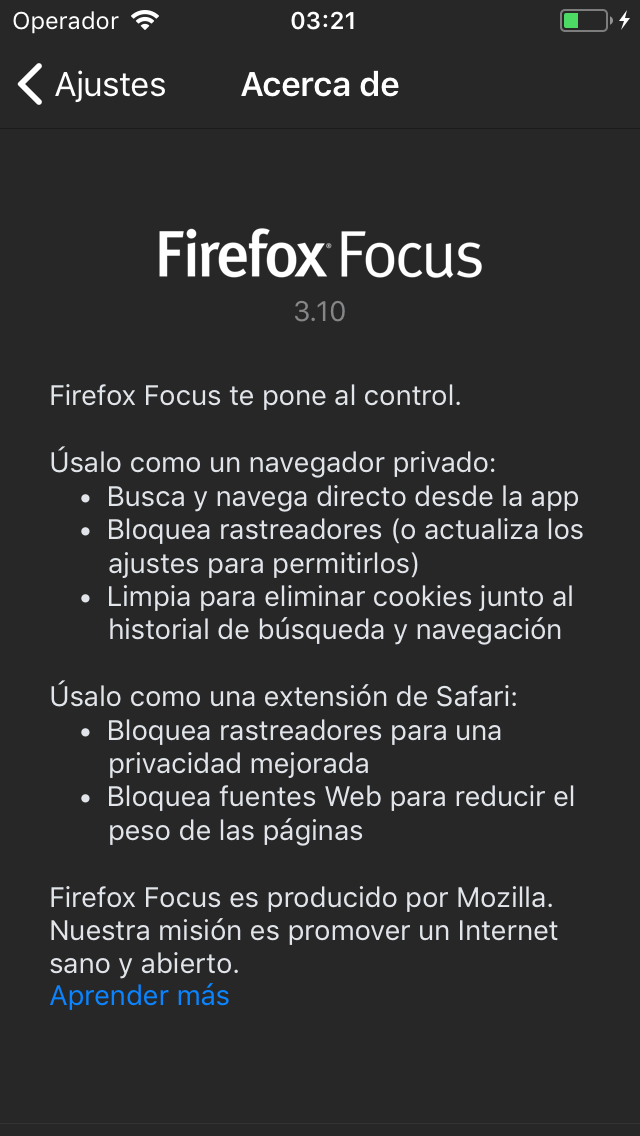 Operador 03:21
Ajustes Acerca de
Firefox Focus
3.10
Firefox Focus te pone al control.
Úsalo como un navegador privado:
• Busca y navega directo desde la app
• Bloquea rastreadores (o actualiza los
ajustes para permitirlos)
• Limpia para eliminar cookies junto al
historial de búsqueda y navegación
Úsalo como una extensión de Safari:
• Bloquea rastreadores para una
privacidad mejorada
• Bloquea fuentes Web para reducir el
peso de las páginas
Firefox Focus es producido por Mozilla.
Nuestra misión es promover un Internet
sano y abierto.
Aprender más